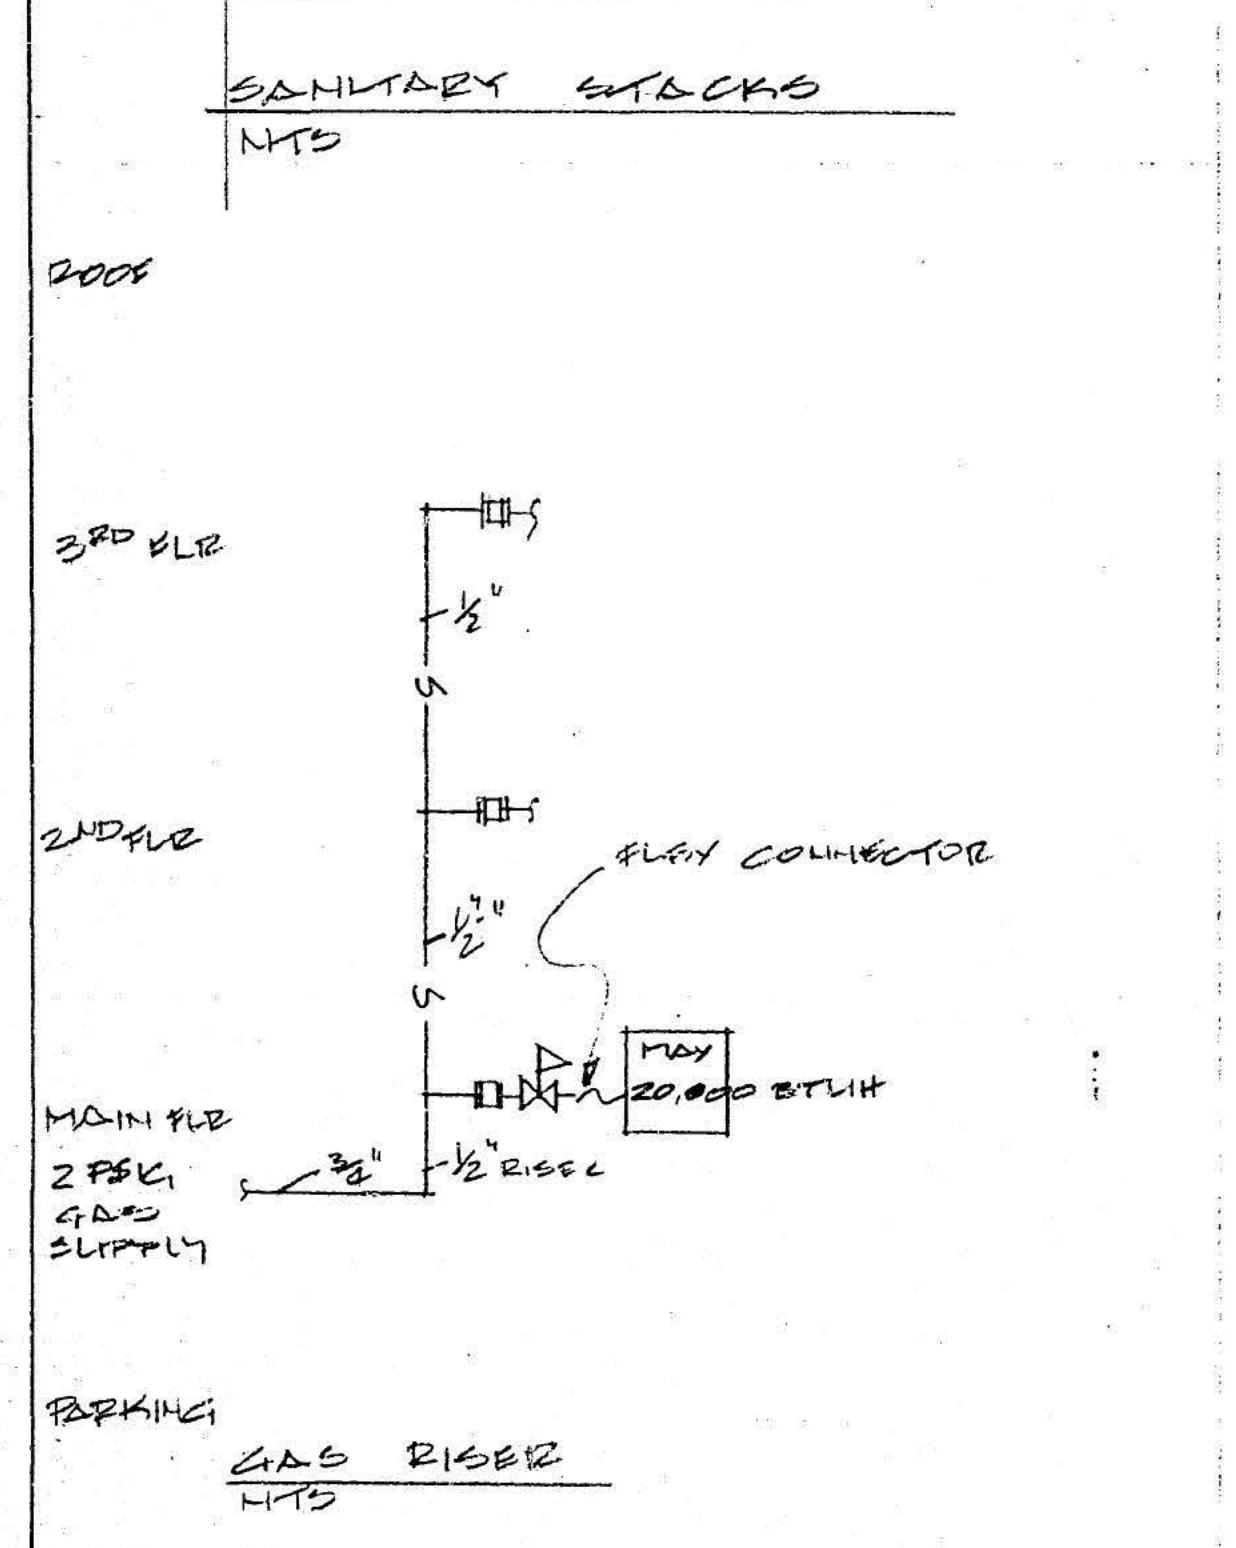 SANITARY STACKS
NTS
ROOF
3RD FLR
1/2"
2ND FLR
FLEX CONNECTOR
1/2"
MAX
20,000 BTUH
MAIN FLR
2 PSIG
GAS
SUPPLY
3/4"
1/2" RISER
PARKING
GAS RISER
NTS